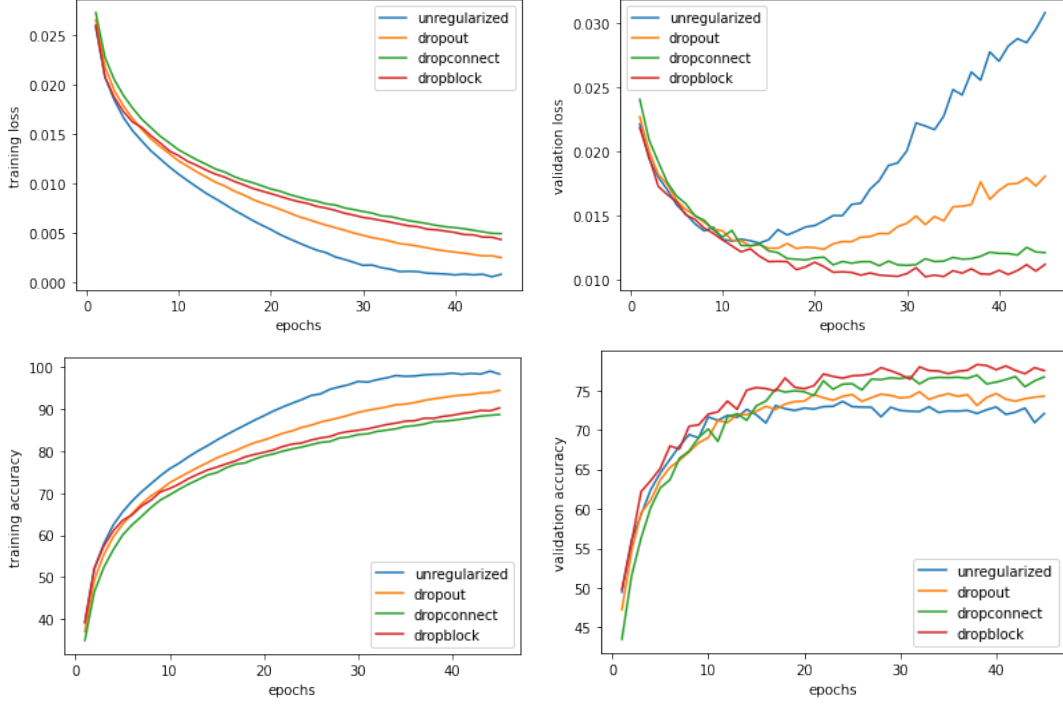 training loss
0.025
0.020
0.015
0.010
0.005
0.000
0
10
20
30
40
epochs
unregularized
dropout
dropconnect
dropblock
validation loss
0.030
0.025
0.020
0.015
0.010
0
10
20
30
40
epochs
unregularized
dropout
dropconnect
dropblock
training accuracy
100
90
80
70
60
50
40
0
10
20
30
40
epochs
unregularized
dropout
dropconnect
dropblock
validation accuracy
75
70
65
60
55
50
45
0
10
20
30
40
epochs
unregularized
dropout
dropconnect
dropblock